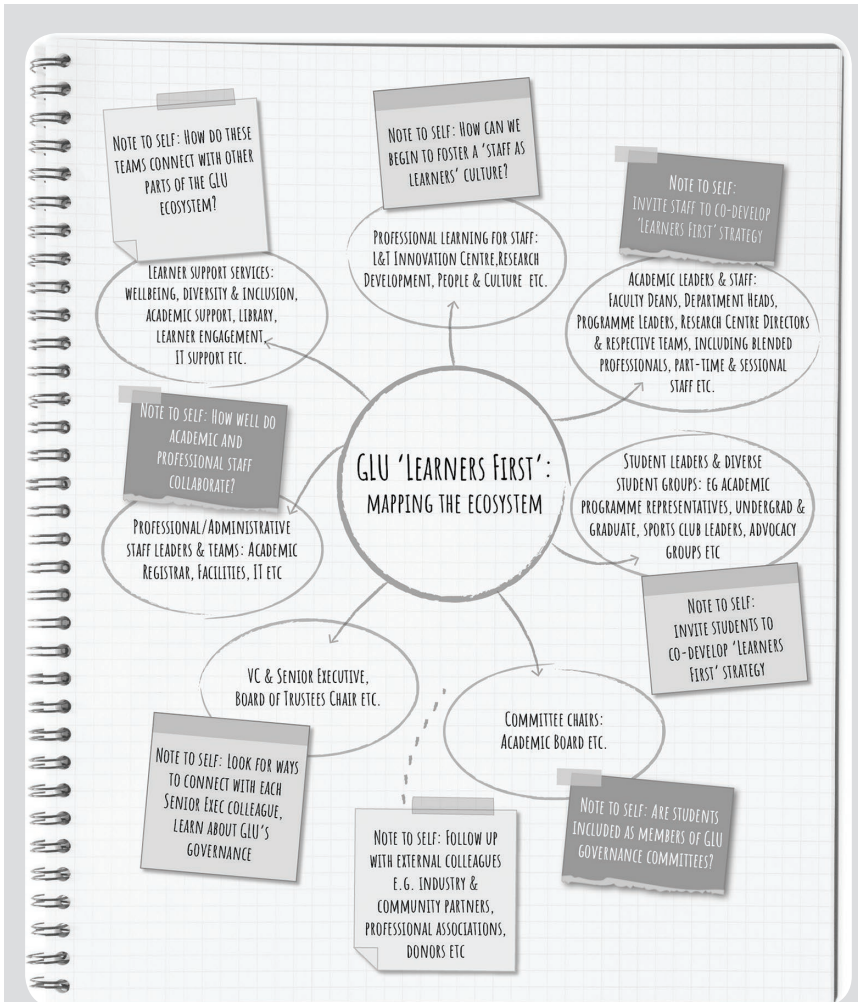 NOTE TO SELF: HOW DO THESE
TEAMS CONNECT WITH OTHER
PARTS OF THE GLU
ECOSYSTEM?
LEARNER SUPPORT SERVICES:
WELLBEING, DIVERSITY & INCLUSION,
ACADEMIC SUPPORT, LIBRARY,
LEARNER ENGAGEMENT,
IT SUPPORT ETC.
NOTE TO SELF: HOW CAN WE
BEGIN TO FOSTER A 'STAFF AS
LEARNERS' CULTURE?
PROFESSIONAL LEARNING FOR STAFF:
L&T INNOVATION CENTRE,RESEARCH
DEVELOPMENT, PEOPLE & CULTURE ETC.
NOTE TO SELF:
INVITE STAFF TO CO-DEVELOP
'LEARNERS FIRST' STRATEGY
ACADEMIC LEADERS & STAFF:
FACULTY DEANS, DEPARTMENT HEADS,
PROGRAMME LEADERS, RESEARCH CENTRE DIRECTORS
& RESPECTIVE TEAMS, INCLUDING BLENDED
PROFESSIONALS, PART-TIME & SESSIONAL
STAFF ETC.
NOTE TO SELF: HOW WELL DO
ACADEMIC AND
PROFESSIONAL STAFF
COLLABORATE?
PROFESSIONAL/ADMINISTRATIVE
STAFF LEADERS & TEAMS: ACADEMIC
REGISTRAR, FACILITIES, IT ETC
GLU 'LEARNERS FIRST':
MAPPING THE ECOSYSTEM
STUDENT LEADERS & DIVERSE
STUDENT GROUPS: EG ACADEMIC
PROGRAMME REPRESENTATIVES, UNDERGRAD &
GRADUATE, SPORTS CLUB LEADERS, ADVOCACY
GROUPS ETC
NOTE TO SELF:
INVITE STUDENTS TO
CO-DEVELOP 'LEARNERS
FIRST' STRATEGY
VC & SENIOR EXECUTIVE,
BOARD OF TRUSTEES CHAIR ETC.
NOTE TO SELF: LOOK FOR WAYS
TO CONNECT WITH EACH
SENIOR EXEC COLLEAGUE,
LEARN ABOUT GLU'S
GOVERNANCE
COMMITTEE CHAIRS:
ACADEMIC BOARD ETC.
NOTE TO SELF: ARE STUDENTS
INCLUDED AS MEMBERS OF GLU
GOVERNANCE COMMITTEES?
NOTE TO SELF: FOLLOW UP
WITH EXTERNAL COLLEAGUES
E.G. INDUSTRY &
COMMUNITY PARTNERS,
PROFESSIONAL ASSOCIATIONS,
DONORS ETC